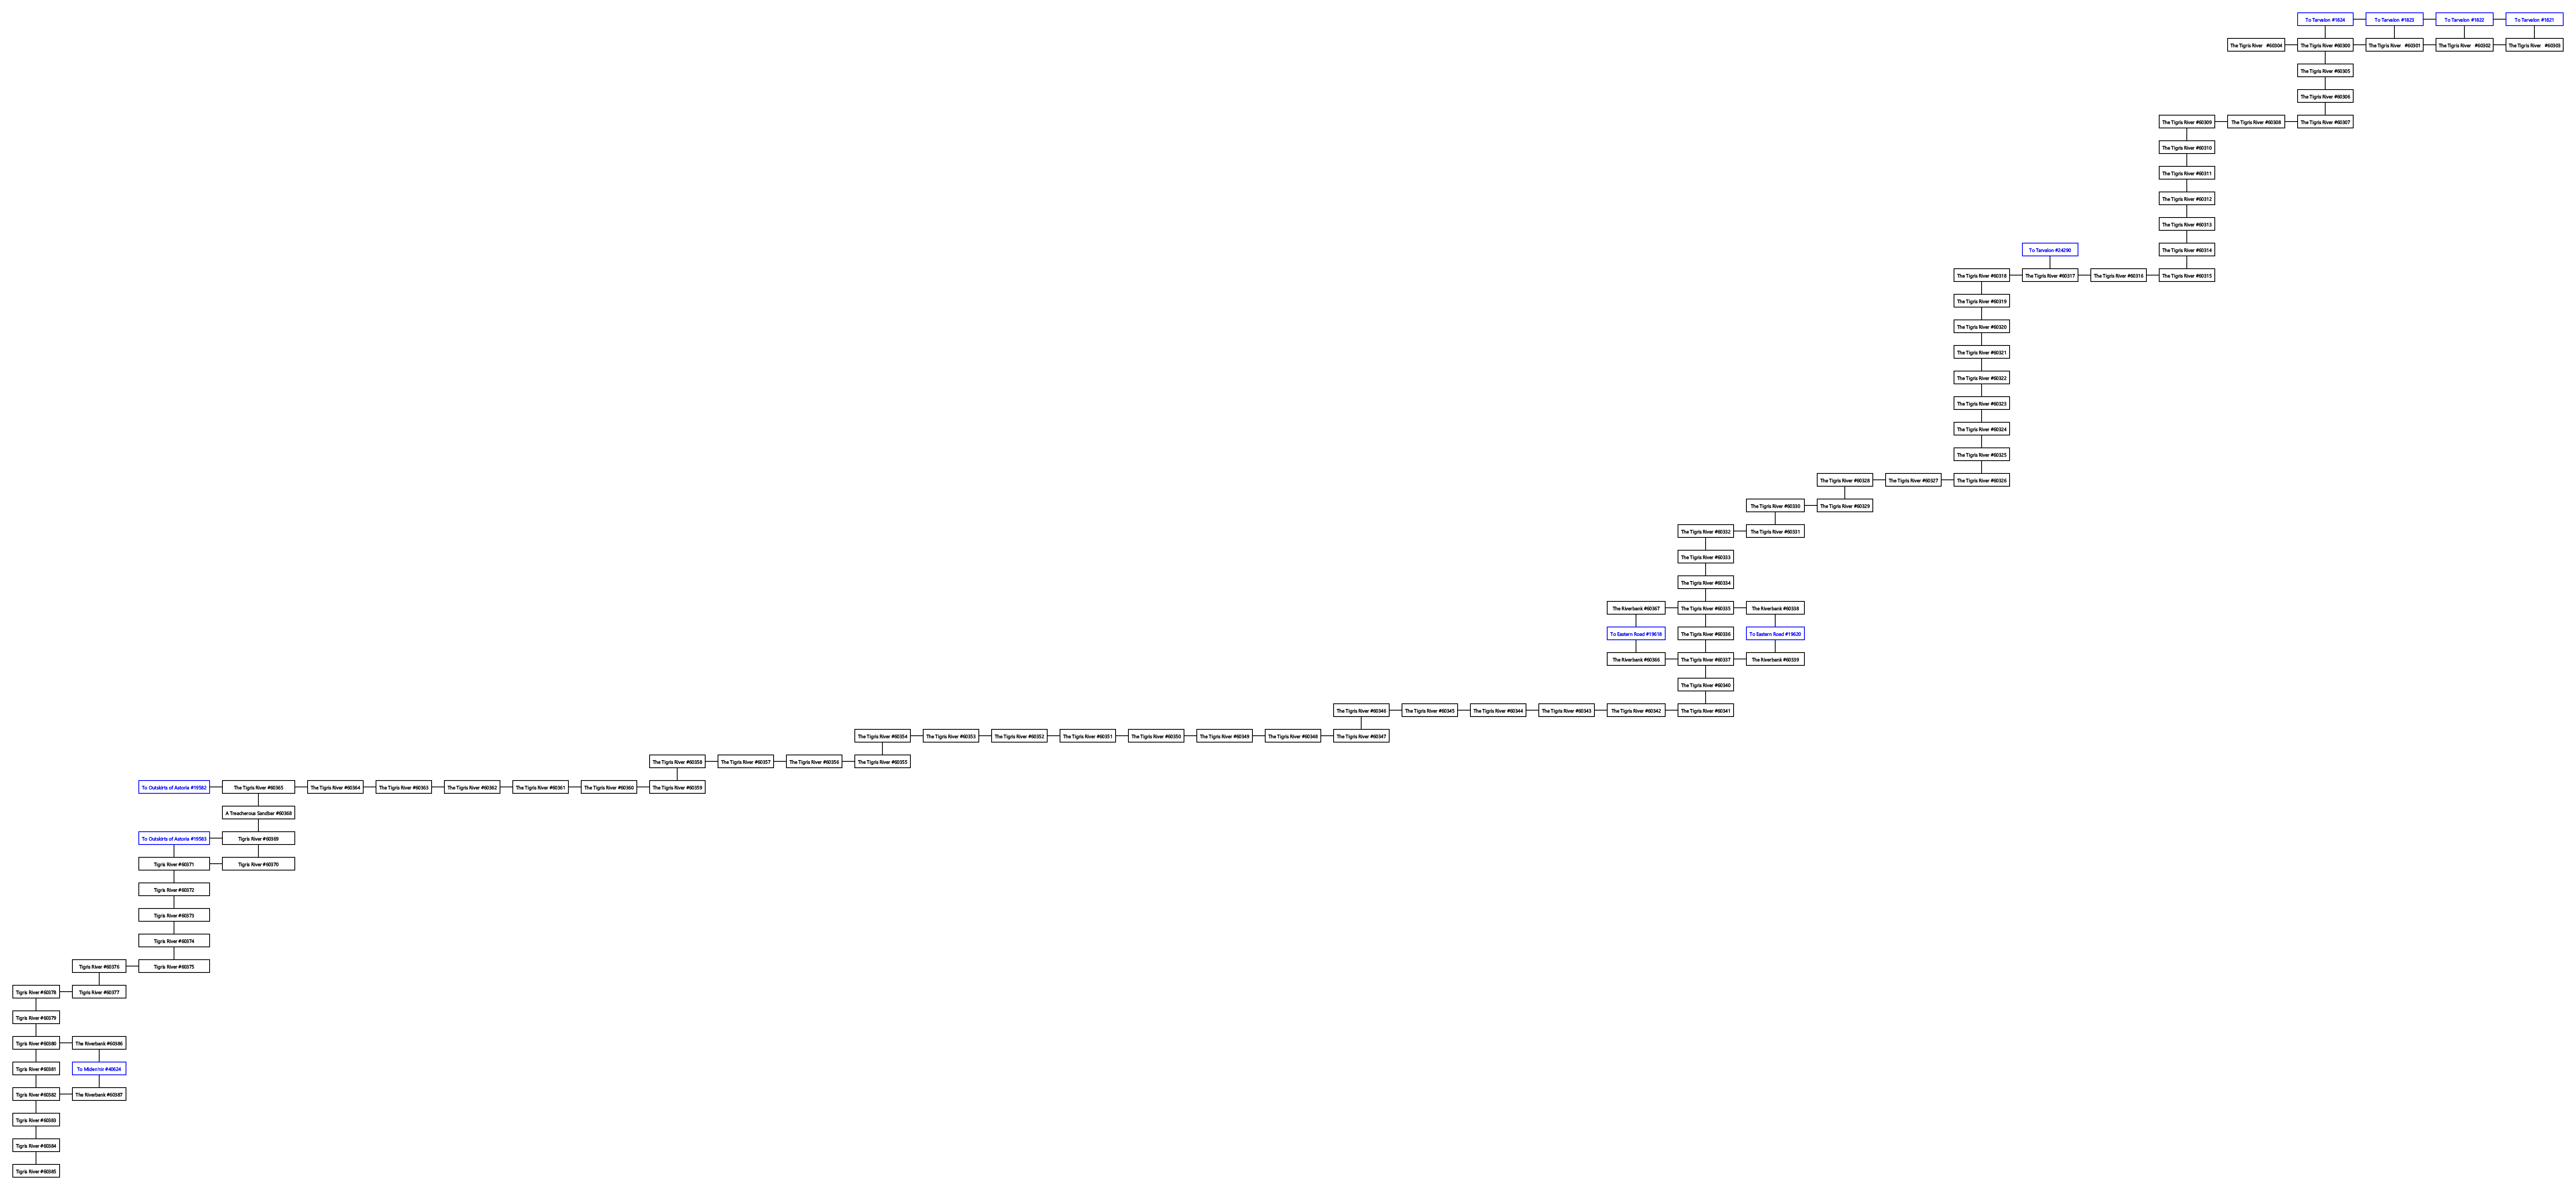 To Tarvalon #1824
To Tarvalon #1823
To Tarvalon #1822
To Tarvalon #1821
The Tigris River #60304
The Tigris River #60300
The Tigris River #60301
The Tigris River #60302
The Tigris River #60303
The Tigris River #60305
The Tigris River #60306
The Tigris River #60309
The Tigris River #60308
The Tigris River #60307
The Tigris River #60310
The Tigris River #60311
The Tigris River #60312
The Tigris River #60313
To Tarvalon #24290
The Tigris River #60314
The Tigris River #60318
The Tigris River #60317
The Tigris River #60316
The Tigris River #60315
The Tigris River #60319
The Tigris River #60320
The Tigris River #60321
The Tigris River #60322
The Tigris River #60323
The Tigris River #60324
The Tigris River #60325
The Tigris River #60328
The Tigris River #60327
The Tigris River #60326
The Tigris River #60330
The Tigris River #60329
The Tigris River #60332
The Tigris River #60331
The Tigris River #60333
The Tigris River #60334
The Riverbank #60367
The Tigris River #60335
The Riverbank #60338
To Eastern Road #19618
The Tigris River #60336
To Eastern Road #19620
The Riverbank #60366
The Tigris River #60337
The Riverbank #60339
The Tigris River #60340
The Tigris River #60346
The Tigris River #60345
The Tigris River #60344
The Tigris River #60343
The Tigris River #60342
The Tigris River #60341
The Tigris River #60354
The Tigris River #60353
The Tigris River #60352
The Tigris River #60351
The Tigris River #60350
The Tigris River #60349
The Tigris River #60348
The Tigris River #60347
The Tigris River #60358
The Tigris River #60357
The Tigris River #60356
The Tigris River #60355
To Outskirts of Astoria #19582
The Tigris River #60365
The Tigris River #60364
The Tigris River #60363
The Tigris River #60362
The Tigris River #60361
The Tigris River #60360
The Tigris River #60359
A Treacherous Sandbar #60368
To Outskirts of Astoria #19583
Tigris River #60369
Tigris River #60371
Tigris River #60370
Tigris River #60372
Tigris River #60373
Tigris River #60374
Tigris River #60376
Tigris River #60375
Tigris River #60378
Tigris River #60377
Tigris River #60379
Tigris River #60380
The Riverbank #60386
Tigris River #60381
To Miden'nir #40624
Tigris River #60382
The Riverbank #60387
Tigris River #60383
Tigris River #60384
Tigris River #60385